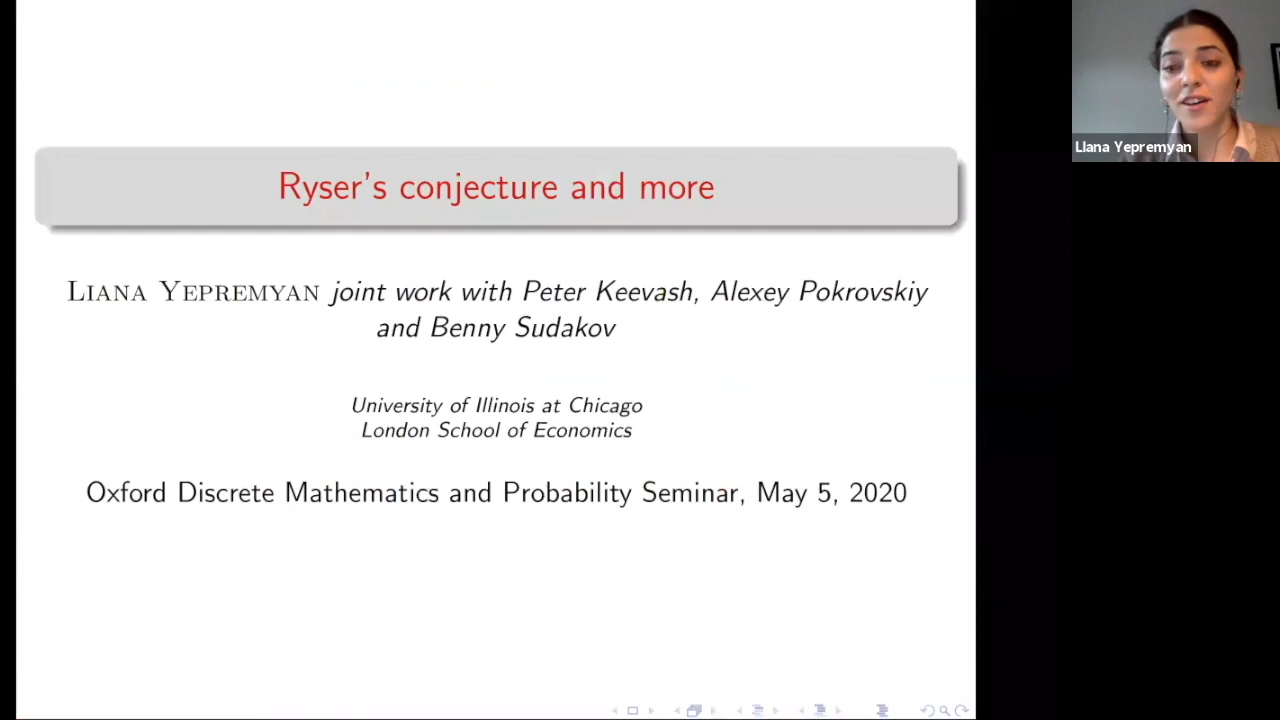 Ryser's conjecture and more
LIANA YEPREMYAN joint work with Peter Keevash, Alexey Pokrovskiy
and Benny Sudakov
University of Illinois at Chicago
London School of Economics
Oxford Discrete Mathematics and Probability Seminar, May 5, 2020
LIana Yepremyan